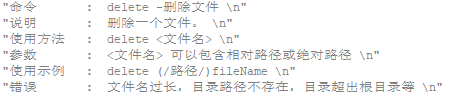 "命令      :  delete -删除文件 \n"
"说明      :  删除一个文件。 \n"
"使用方法  :  delete <文件名> \n"
"参数      :  <文件名> 可以包含相对路径或绝对路径 \n"
"使用示例  :  delete (/路径/)fileName \n"
"错误      :  文件名过长，目录路径不存在，目录超出根目录等 \n"